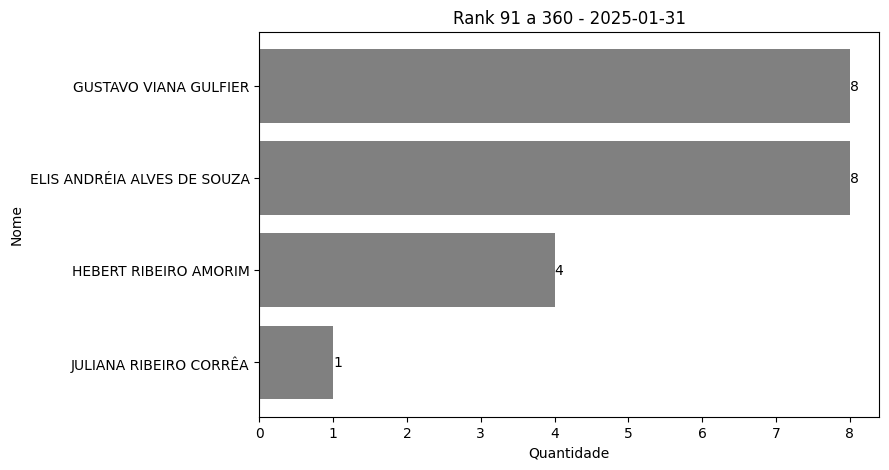 Rank 91 a 360 - 2025-01-31
GUSTAVO VIANA GULFIER
8
ELIS ANDRÉIA ALVES DE SOUZA
8
HEBERT RIBEIRO AMORIM
4
JULIANA RIBEIRO CORRÊA
1
Nome
0 1 2 3 4 5 6 7 8
Quantidade